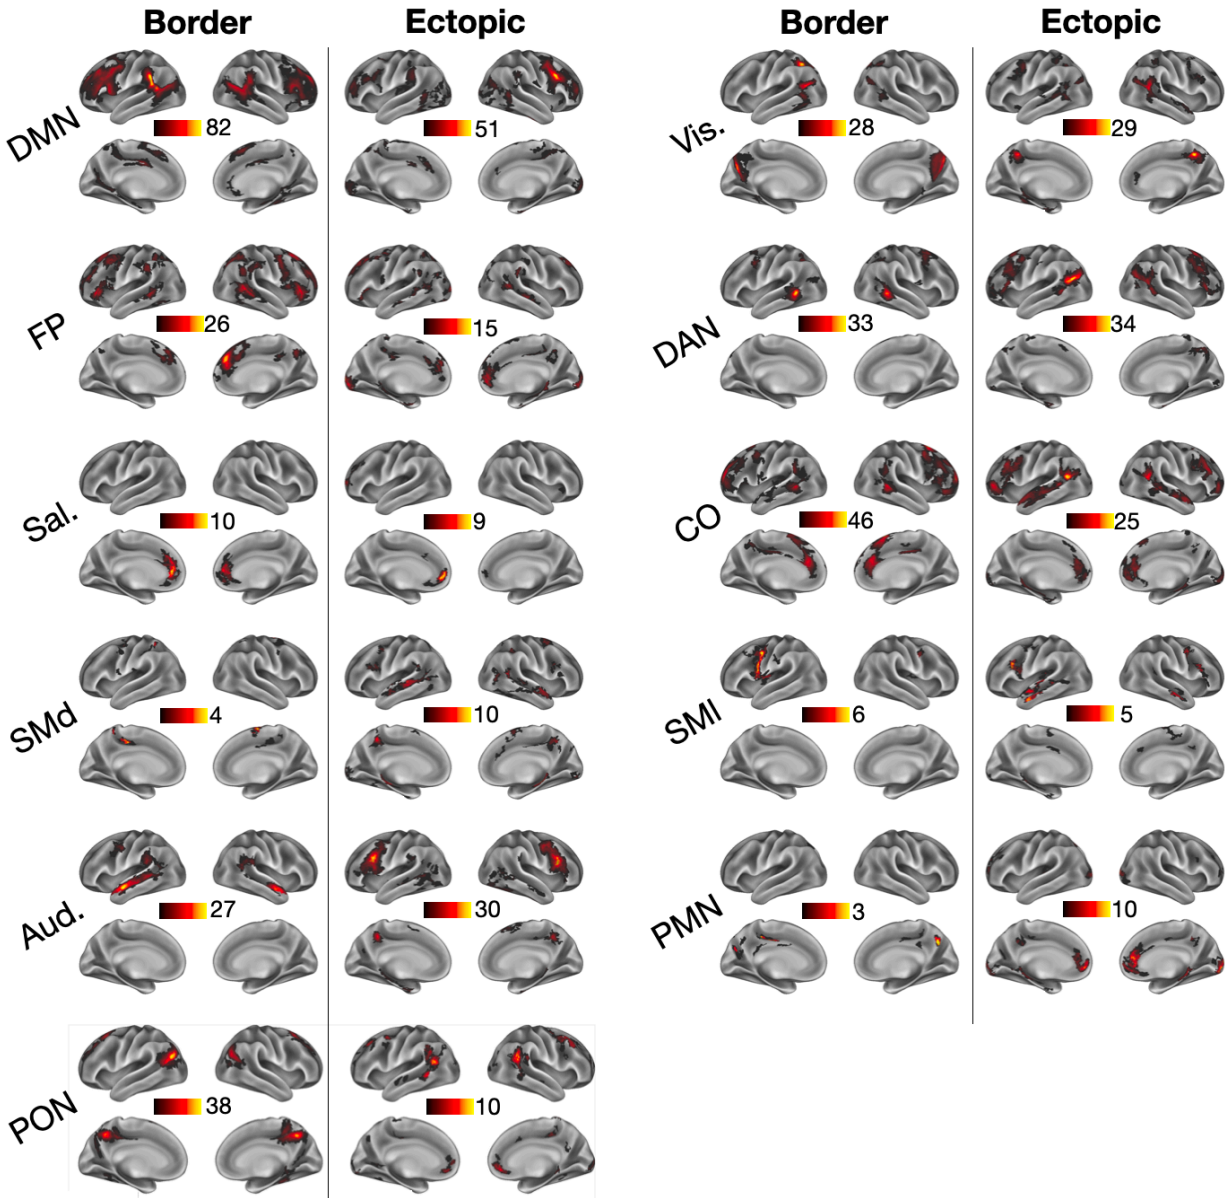 Border Ectopic
DMN 82 51
FP 26 15
Sal. 10 9
SMd 4 10
Aud. 27 30
PON 38 10
Border Ectopic
Vis. 28 29
DAN 33 34
CO 46 25
SMl 6 5
PMN 3 10